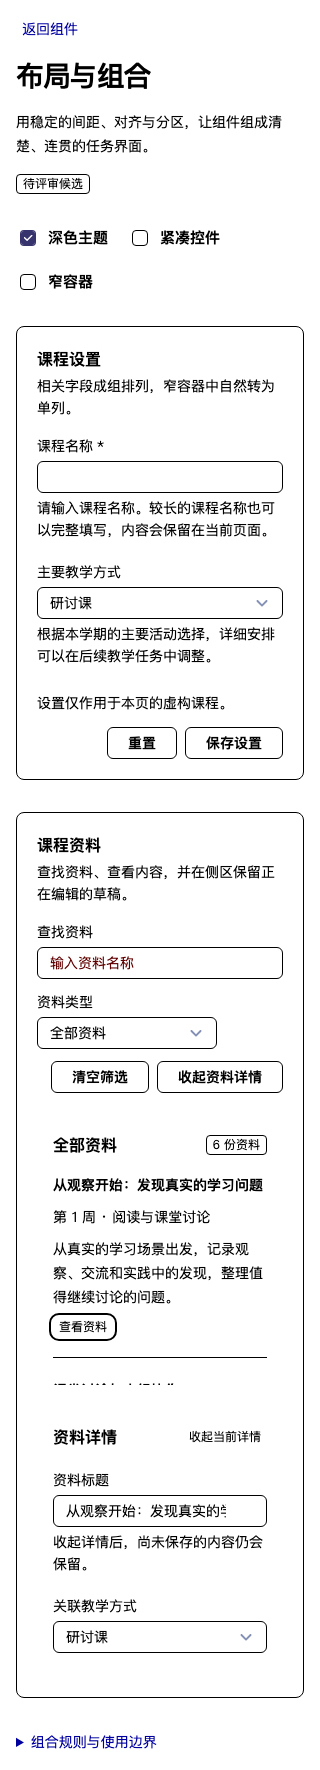 返回组件
布局与组合
用稳定的间距、对齐与分区，让组件组成清
楚、连贯的任务界面。
待评审候选
深色主题
紧凑控件
窄容器
课程设置
相关字段成组排列，窄容器中自然转为
单列。
课程名称 *
请输入课程名称。较长的课程名称也可
以完整填写，内容会保留在当前页面。
主要教学方式
研讨课
根据本学期的主要活动选择，详细安排
可以在后续教学任务中调整。
设置仅作用于本页的虚构课程。
重置
保存设置
课程资料
查找资料、查看内容，并在侧区保留正
在编辑的草稿。
查找资料
输入资料名称
资料类型
全部资料
清空筛选
收起资料详情
全部资料
6 份资料
从观察开始：发现真实的学习问题
第 1 周 · 阅读与课堂讨论
从真实的学习场景出发，记录观
察、交流和实践中的发现，整理值
得继续讨论的问题。
查看资料
资料详情
收起当前详情
资料标题
从观察开始：发现真实的
收起详情后，尚未保存的内容仍会
保留。
关联教学方式
研讨课
组合规则与使用边界